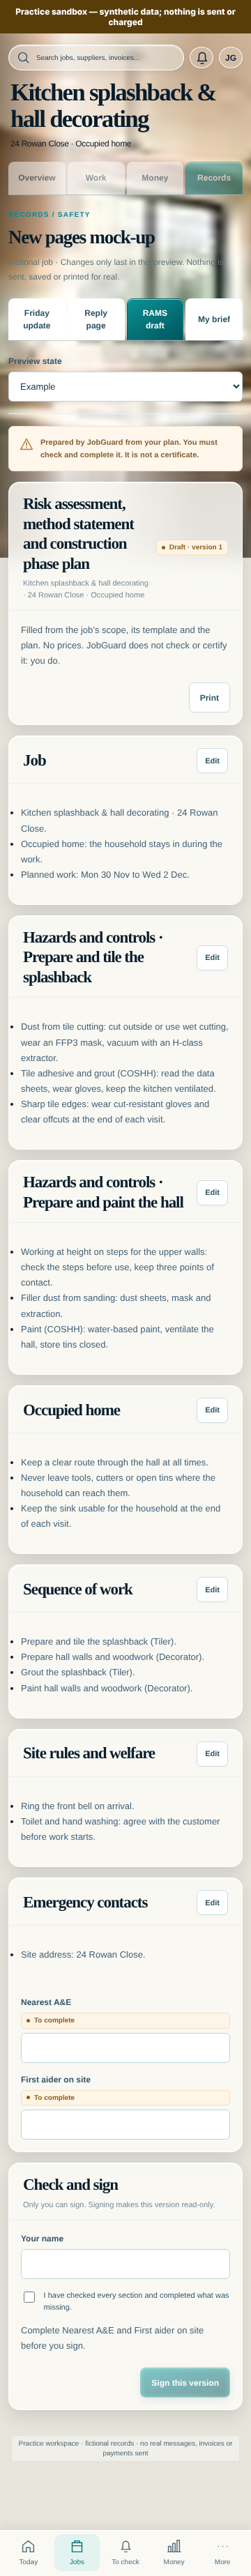 Practice sandbox — synthetic data; nothing is sent or
charged
Search jobs, suppliers, invoices...
JG
Kitchen splashback &
hall decorating
24 Rowan Close · Occupied home
Overview
Work
Money
Records
RECORDS / SAFETY
New pages mock-up
Fictional job · Changes only last in this preview. Nothing is
sent, saved or printed for real.
Friday
update
Reply
page
RAMS
draft
My brief
Preview state
Example
Prepared by JobGuard from your plan. You must
check and complete it. It is not a certificate.
Risk assessment,
method statement
and construction
phase plan
Draft · version 1
Kitchen splashback & hall decorating
· 24 Rowan Close · Occupied home
Filled from the job's scope, its template and the
plan. No prices. JobGuard does not check or certify
it: you do.
Print
Job
Edit
Kitchen splashback & hall decorating · 24 Rowan
Close.
Occupied home: the household stays in during the
work.
Planned work: Mon 30 Nov to Wed 2 Dec.
Hazards and controls ·
Prepare and tile the
splashback
Edit
Dust from tile cutting: cut outside or use wet cutting,
wear an FFP3 mask, vacuum with an H-class
extractor.
Tile adhesive and grout (COSHH): read the data
sheets, wear gloves, keep the kitchen ventilated.
Sharp tile edges: wear cut-resistant gloves and
clear offcuts at the end of each visit.
Hazards and controls ·
Prepare and paint the hall
Edit
Working at height on steps for the upper walls:
check the steps before use, keep three points of
contact.
Filler dust from sanding: dust sheets, mask and
extraction.
Paint (COSHH): water-based paint, ventilate the
hall, store tins closed.
Occupied home
Edit
Keep a clear route through the hall at all times.
Never leave tools, cutters or open tins where the
household can reach them.
Keep the sink usable for the household at the end
of each visit.
Sequence of work
Edit
Prepare and tile the splashback (Tiler).
Prepare hall walls and woodwork (Decorator).
Grout the splashback (Tiler).
Paint hall walls and woodwork (Decorator).
Site rules and welfare
Edit
Ring the front bell on arrival.
Toilet and hand washing: agree with the customer
before work starts.
Emergency contacts
Edit
Site address: 24 Rowan Close.
Nearest A&E
To complete
First aider on site
To complete
Check and sign
Only you can sign. Signing makes this version read-only.
Your name
I have checked every section and completed what was
missing.
Complete Nearest A&E and First aider on site
before you sign.
Sign this version
Practice workspace · fictional records · no real messages, invoices or
payments sent
Today
Jobs
To check
Money
More